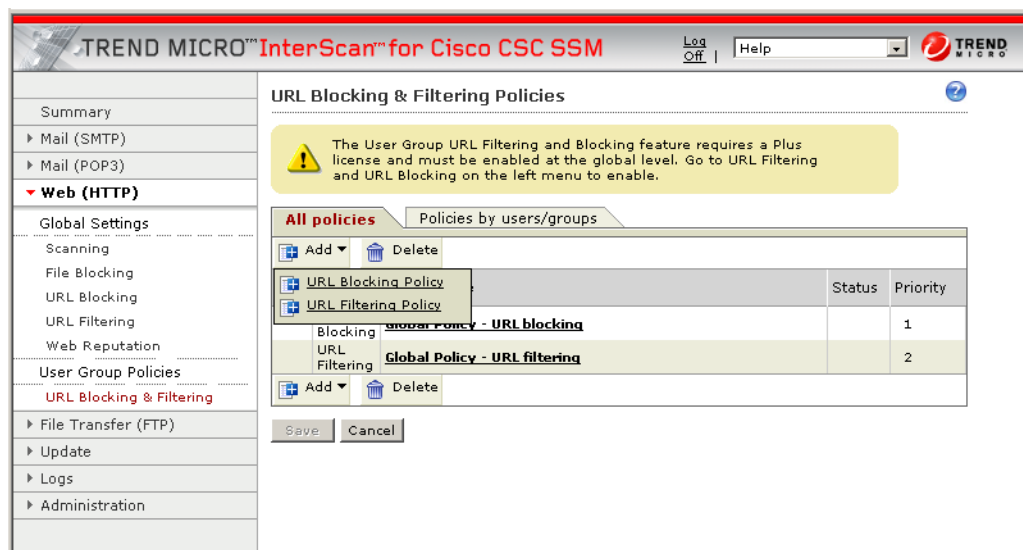 TREND MICRO™ InterScan™ for Cisco CSC SSM
Log Off | Help
TREND MICRO
Summary
Mail (SMTP)
Mail (POP3)
Web (HTTP)
Global Settings
Scanning
File Blocking
URL Blocking
URL Filtering
Web Reputation
User Group Policies
URL Blocking & Filtering
File Transfer (FTP)
Update
Logs
Administration
URL Blocking & Filtering Policies
The User Group URL Filtering and Blocking feature requires a Plus
license and must be enabled at the global level. Go to URL Filtering
and URL Blocking on the left menu to enable.
All policies Policies by users/groups
Add Delete
URL Blocking Policy
URL Filtering Policy
Status Priority
Blocking Global Policy - URL blocking 1
URL
Filtering Global Policy - URL filtering 2
Add Delete
Save Cancel